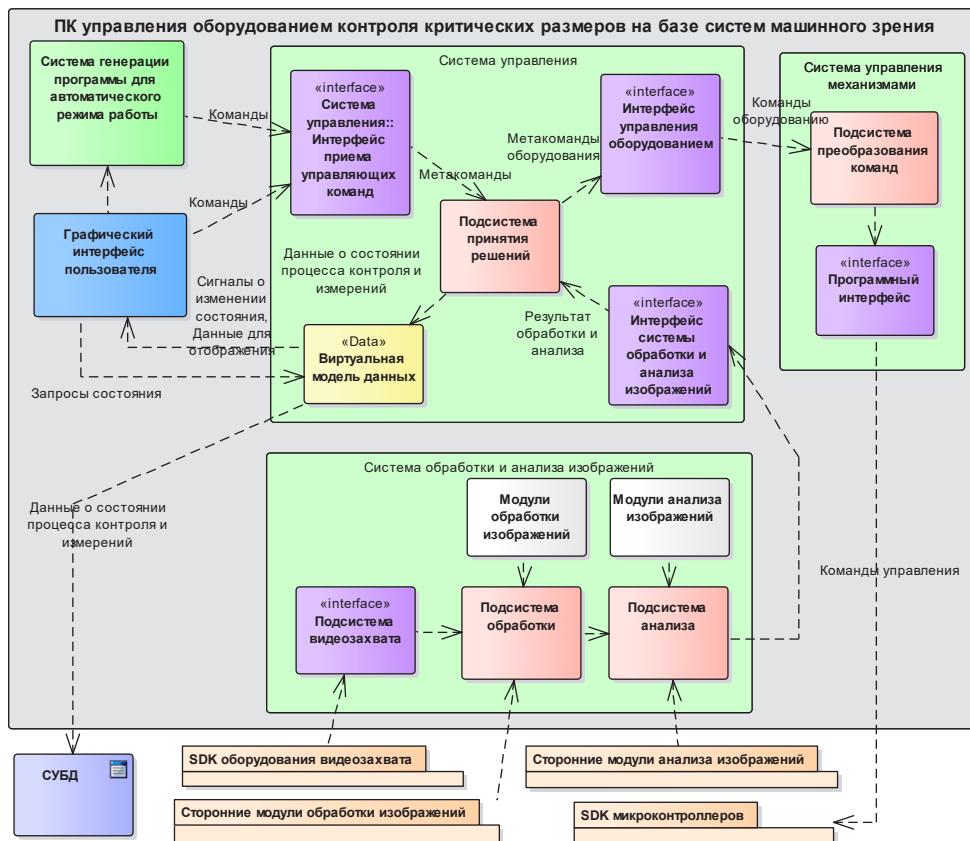 ПК управления оборудованием контроля критических размеров на базе систем машинного зрения
Система генерации
программы для
автоматического
режима работы
Команды
Графический
интерфейс
пользователя
Команды
Сигналы о
изменении
состояния,
Данные для
отображения
Запросы состояния
Система управления
«interface»
Система
управления::
Интерфейс
приема
управляющих
команд
Метакоманды
Метакоманды
оборудования
«interface»
Интерфейс
управления
оборудованием
Подсистема
принятия
решений
Данные о состоянии
процесса контроля и
измерений
«Data»
Виртуальная
модель данных
Результат
обработки и
анализа
«interface»
Интерфейс
системы
обработки и
анализа
изображений
Система управления
механизмами
Команды
оборудованию
Подсистема
преобразования
команд
«interface»
Программный
интерфейс
Система обработки и анализа изображений
Модули
обработки
изображений
Модули анализа
изображений
«interface»
Подсистема
видеозахвата
Подсистема
обработки
Подсистема
анализа
Данные о состоянии
процесса контроля и
измерений
Команды управления
СУБД
SDK оборудования видеозахвата
Сторонние модули анализа изображений
Сторонние модули обработки изображений
SDK микроконтроллеров